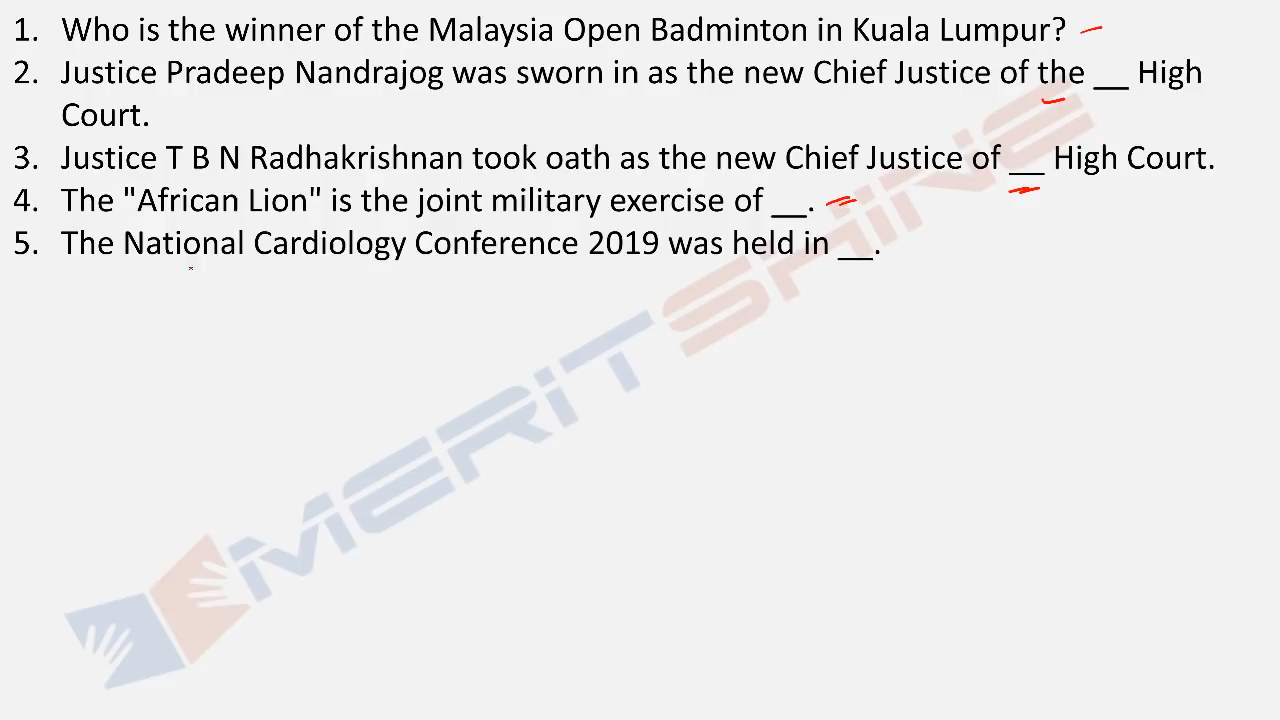 1. Who is the winner of the Malaysia Open Badminton in Kuala Lumpur?
2. Justice Pradeep Nandrajog was sworn in as the new Chief Justice of the __ High
Court.
3. Justice T B N Radhakrishnan took oath as the new Chief Justice of __ High Court.
4. The "African Lion" is the joint military exercise of __.
5. The National Cardiology Conference 2019 was held in __.
MERITSHINE